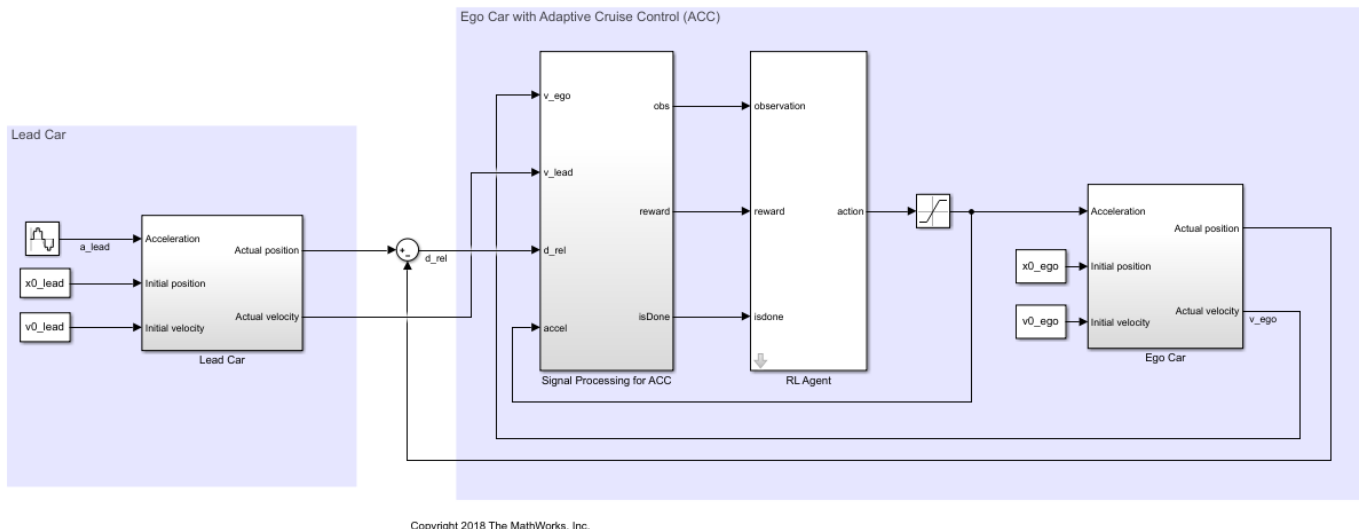 Ego Car with Adaptive Cruise Control (ACC)
v_ego
v_lead
d_rel
accel
obs
reward
isDone
Signal Processing for ACC
observation
reward
isdone
action
RL Agent
Lead Car
a_lead
x0_lead
v0_lead
Acceleration
Initial position
Initial velocity
Actual position
Actual velocity
Lead Car
+
-
d_rel
x0_ego
v0_ego
Acceleration
Initial position
Initial velocity
Actual position
Actual velocity
v_ego
Ego Car
Copyright 2018 The MathWorks, Inc.